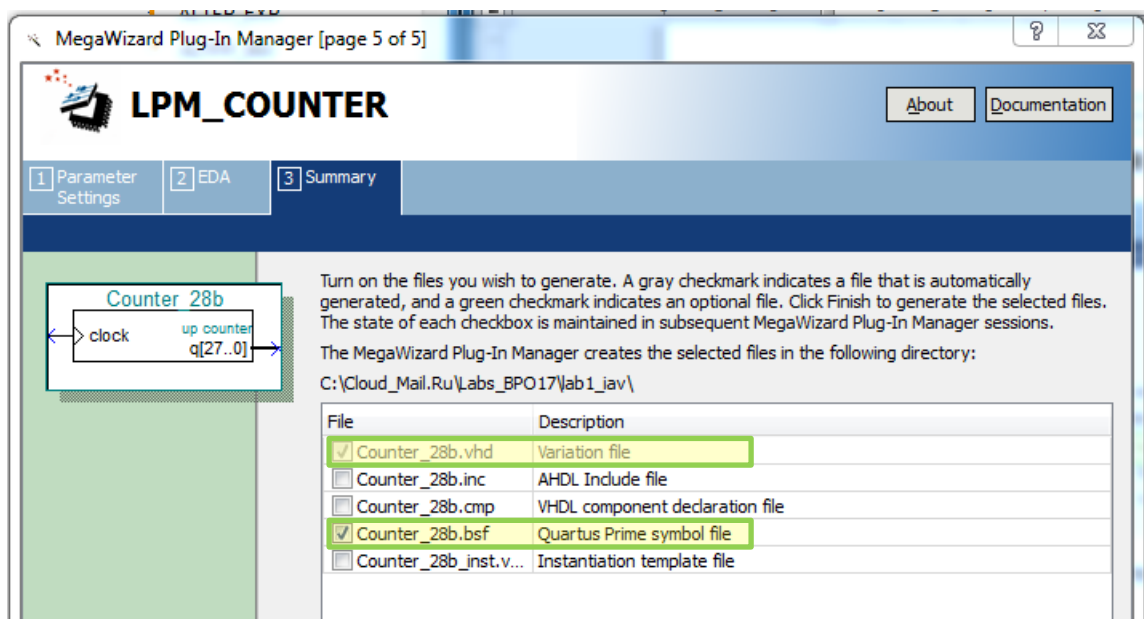 MegaWizard Plug-In Manager [page 5 of 5]
LPM_COUNTER
About
Documentation
1 Parameter Settings
2 EDA
3 Summary
Counter_28b
clock
up counter
q[27..0]
Turn on the files you wish to generate. A gray checkmark indicates a file that is automatically
generated, and a green checkmark indicates an optional file. Click Finish to generate the selected files.
The state of each checkbox is maintained in subsequent MegaWizard Plug-In Manager sessions.
The MegaWizard Plug-In Manager creates the selected files in the following directory:
C:\Cloud_Mail.Ru\Labs_BPO17\lab1_iav\
File Description
Counter_28b.vhd Variation file
Counter_28b.inc AHDL Include file
Counter_28b.cmp VHDL component declaration file
Counter_28b.bsf Quartus Prime symbol file
Counter_28b_inst.v... Instantiation template file